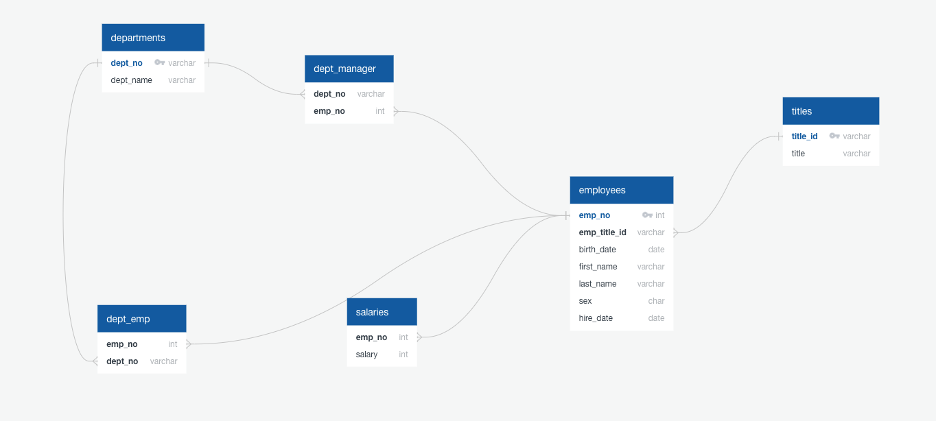 departments
dept_no varchar
dept_name varchar
dept_manager
dept_no varchar
emp_no int
titles
title_id varchar
title varchar
employees
emp_no int
emp_title_id varchar
birth_date date
first_name varchar
last_name varchar
sex char
hire_date date
dept_emp
emp_no int
dept_no varchar
salaries
emp_no int
salary int